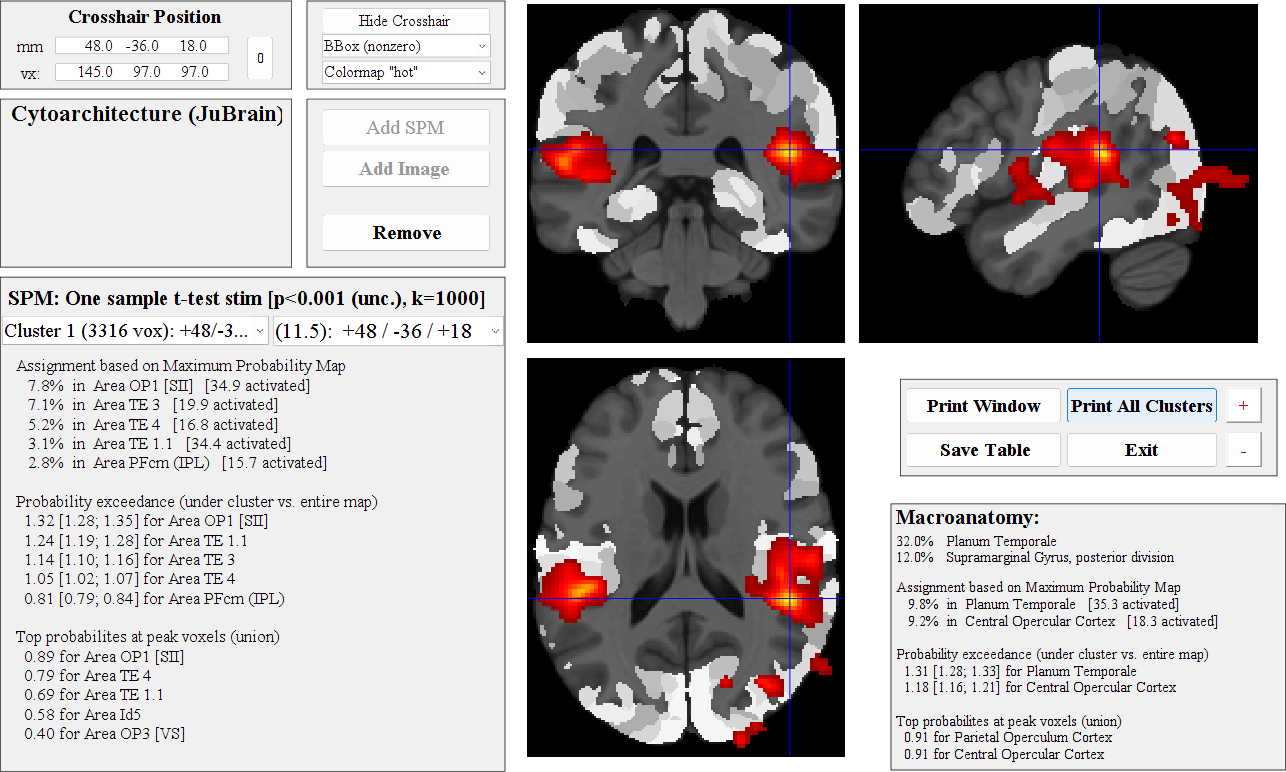 Crosshair Position
mm 48.0 -36.0 18.0
vx: 145.0 97.0 97.0
0
Hide Crosshair
BBox (nonzero)
Colormap "hot"
Cytoarchitecture (JuBrain)
Add SPM
Add Image
Remove
SPM: One sample t-test stim [p<0.001 (unc.), k=1000]
Cluster 1 (3316 vox): +48/-3... (11.5): +48 / -36 / +18
Assignment based on Maximum Probability Map
7.8% in Area OP1 [SII] [34.9 activated]
7.1% in Area TE 3 [19.9 activated]
5.2% in Area TE 4 [16.8 activated]
3.1% in Area TE 1.1 [34.4 activated]
2.8% in Area PFcm (IPL) [15.7 activated]
Probability exceedance (under cluster vs. entire map)
1.32 [1.28; 1.35] for Area OP1 [SII]
1.24 [1.19; 1.28] for Area TE 1.1
1.14 [1.10; 1.16] for Area TE 3
1.05 [1.02; 1.07] for Area TE 4
0.81 [0.79; 0.84] for Area PFcm (IPL)
Top probabilites at peak voxels (union)
0.89 for Area OP1 [SII]
0.79 for Area TE 4
0.69 for Area TE 1.1
0.58 for Area Id5
0.40 for Area OP3 [VS]
Print Window
Print All Clusters
+
Save Table
Exit
-
Macroanatomy:
32.0% Planum Temporale
12.0% Supramarginal Gyrus, posterior division
Assignment based on Maximum Probability Map
9.8% in Planum Temporale [35.3 activated]
9.2% in Central Opercular Cortex [18.3 activated]
Probability exceedance (under cluster vs. entire map)
1.31 [1.28; 1.33] for Planum Temporale
1.18 [1.16; 1.21] for Central Opercular Cortex
Top probabilites at peak voxels (union)
0.91 for Parietal Operculum Cortex
0.91 for Central Opercular Cortex